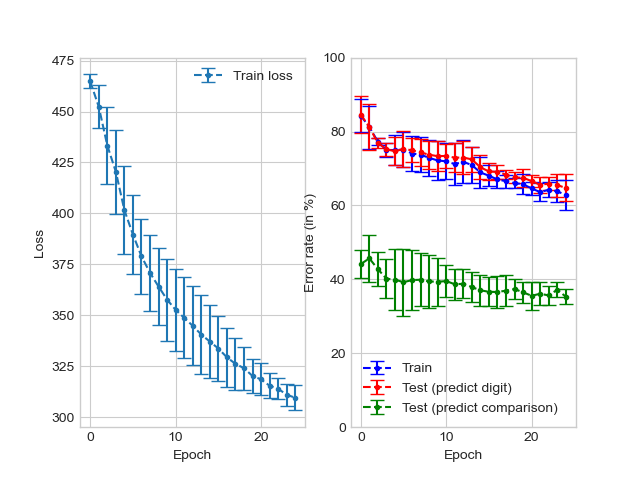 475
450
425
400
375
350
325
300
Loss
0
10
20
Epoch
Train loss
100
80
60
40
20
0
Error rate (in %)
0
10
20
Epoch
Train
Test (predict digit)
Test (predict comparison)